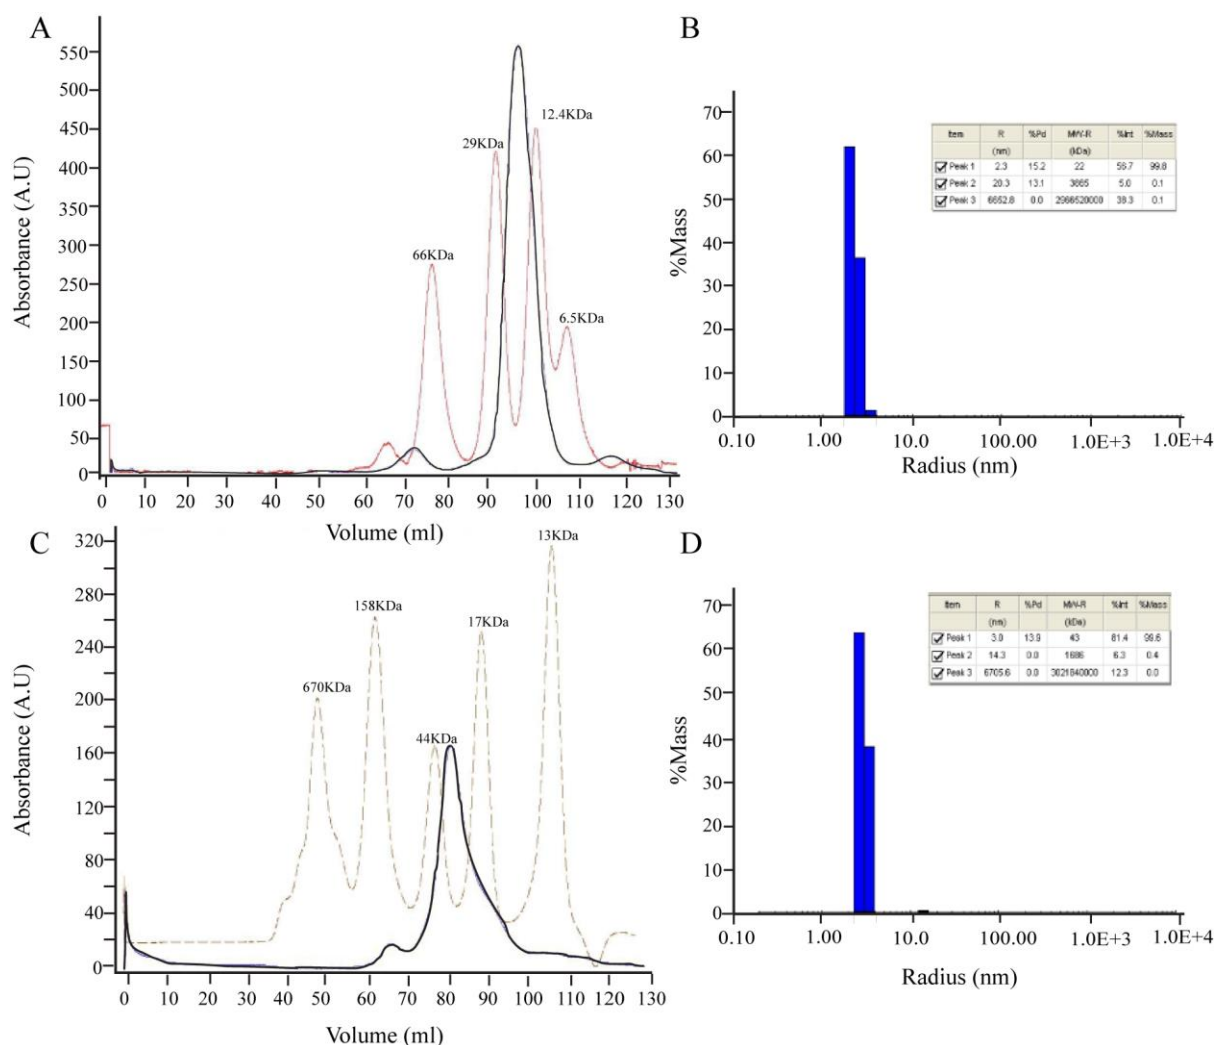 A
Absorbance (A.U)
550
500
450
400
350
300
250
200
150
100
50
0
66KDa
29KDa
12.4KDa
6.5KDa
0 10 20 30 40 50 60 70 80 90 100 110 120 130
Volume (ml)
B
%Mass
70
60
50
40
30
20
10
0
Item R %Pd MW-R %Int %Mass
(nm) (kDa)
Peak 1 2.3 15.2 22 56.7 99.8
Peak 2 20.3 13.1 3665 5.0 0.1
Peak 3 6652.8 0.0 2966520000 38.3 0.1
0.10 1.00 10.0 100.00 1.0E+3 1.0E+4
Radius (nm)
C
Absorbance (A.U)
320
280
240
200
160
120
80
40
0
670KDa
158KDa
44KDa
17KDa
13KDa
0 10 20 30 40 50 60 70 80 90 100 110 120 130
Volume (ml)
D
%Mass
70
60
50
40
30
20
10
0
Item R %Pd MW-R %Int %Mass
(nm) (kDa)
Peak 1 3.0 13.9 43 81.4 99.6
Peak 2 14.3 0.0 1686 6.3 0.4
Peak 3 6705.6 0.0 3021840000 12.3 0.0
0.10 1.00 10.0 100.00 1.0E+3 1.0E+4
Radius (nm)